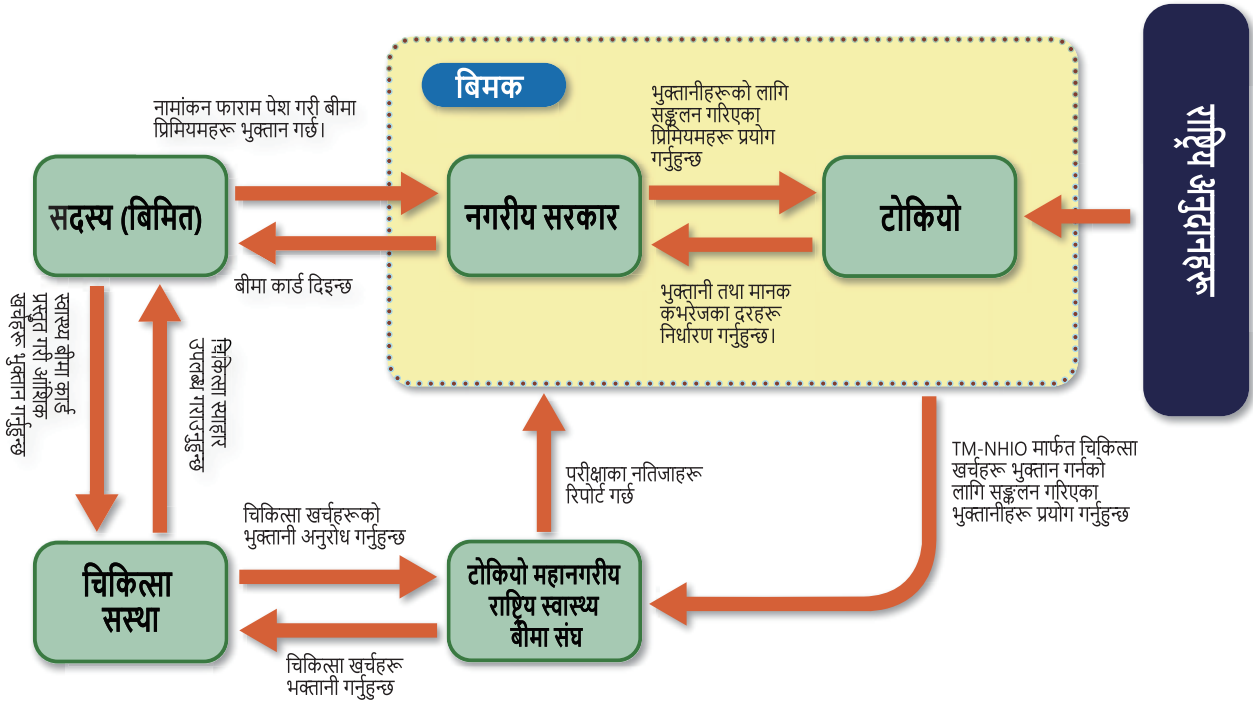 बिमक
राष्ट्रिय अनुदानहरू
नामांकन फाराम पेश गरी बीमा
प्रिमियमहरू भुक्तान गर्छ।
भुक्तानीहरूको लागि
सङ्कलन गरिएका
प्रिमियमहरू प्रयोग
गर्नुहुन्छ
सदस्य (बिमित)
नगरीय सरकार
टोकियो
बीमा कार्ड दिइन्छ
भुक्तानी तथा मानक
कभरेजका दरहरू
निर्धारण गर्नुहुन्छ।
स्वास्थ्य बीमा कार्ड
प्रस्तुत गरी आंशिक
खर्चहरू भुक्तान गर्नुहुन्छ
चिकित्सा स्याहार
उपलब्ध गराउनुहुन्छ
परीक्षाका नतिजाहरू
रिपोर्ट गर्छ
TM-NHIO मार्फत चिकित्सा
खर्चहरू भुक्तान गर्नको
लागि सङ्कलन गरिएका
भुक्तानीहरू प्रयोग गर्नुहुन्छ
चिकित्सा खर्चहरूको
भुक्तानी अनुरोध गर्नुहुन्छ
चिकित्सा
सस्था
टोकियो महानगरीय
राष्ट्रिय स्वास्थ्य
बीमा संघ
चिकित्सा खर्चहरू
भक्तानी गर्नुहुन्छ